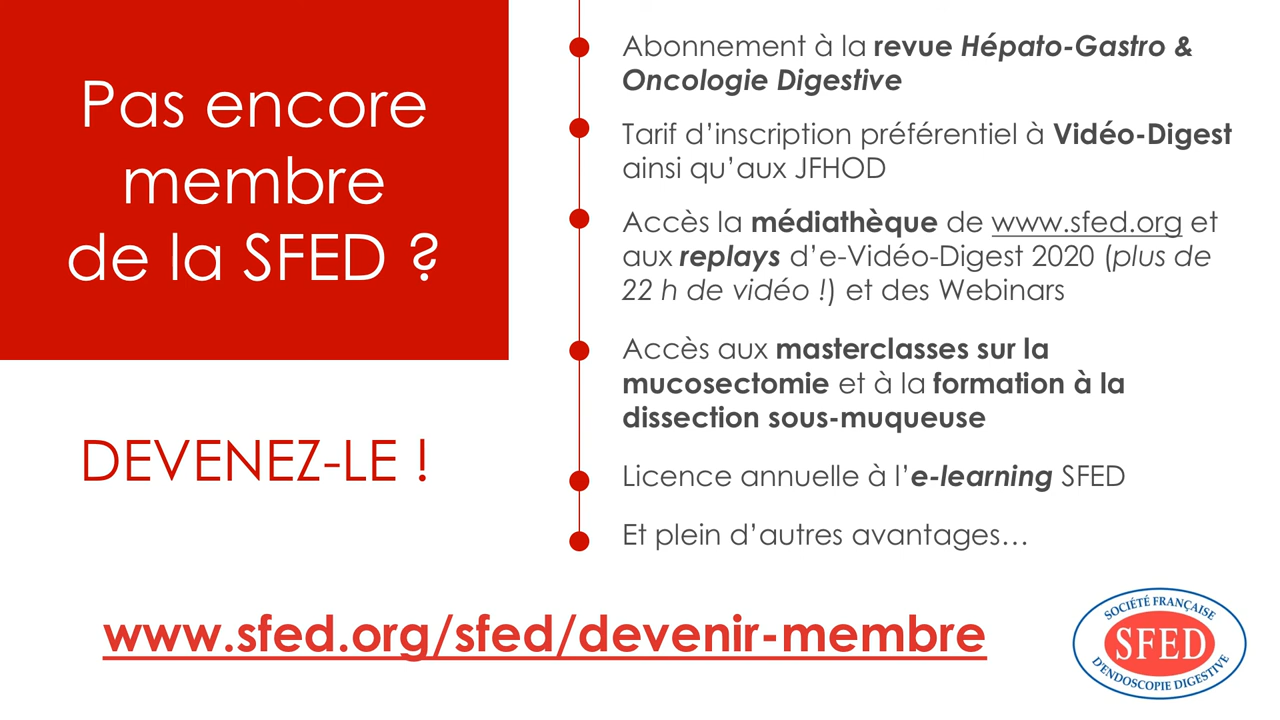 Pas encore
membre
de la SFED ?
DEVENEZ-LE !
Abonnement à la revue Hépato-Gastro &
Oncologie Digestive
Tarif d’inscription préférentiel à Vidéo-Digest
ainsi qu’aux JFHOD
Accès la médiathèque de www.sfed.org et
aux replays d’e-Vidéo-Digest 2020 (plus de
22 h de vidéo !) et des Webinars
Accès aux masterclasses sur la
mucosectomie et à la formation à la
dissection sous-muqueuse
Licence annuelle à l’e-learning SFED
Et plein d’autres avantages…
www.sfed.org/sfed/devenir-membre
SOCIÉTÉ FRANÇAISE
SFED
D'ENDOSCOPIE DIGESTIVE